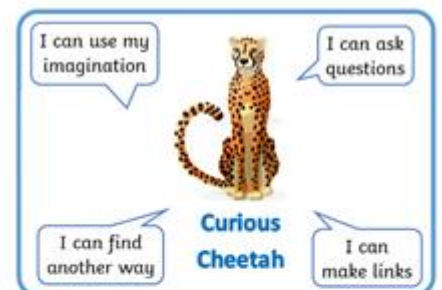 I can use my
imagination
I can ask
questions
Curious
Cheetah
I can find
another way
I can
make links